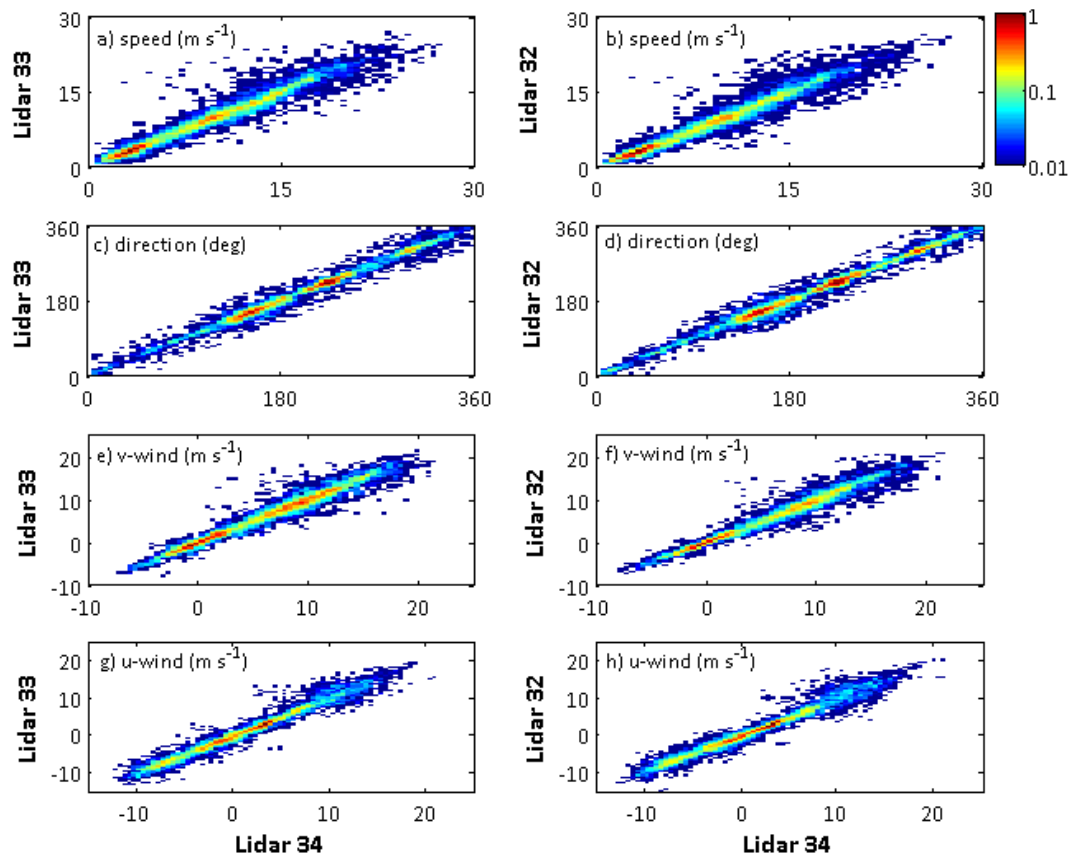 a) speed (m s⁻¹)
Lidar 33
30
15
0
0 15 30
b) speed (m s⁻¹)
Lidar 32
30
15
0
0 15 30
1
0.1
0.01
c) direction (deg)
Lidar 33
360
180
0
0 180 360
d) direction (deg)
Lidar 32
360
180
0
0 180 360
e) v-wind (m s⁻¹)
Lidar 33
20
10
0
-10
-10 0 10 20
f) v-wind (m s⁻¹)
Lidar 32
20
10
0
-10
-10 0 10 20
g) u-wind (m s⁻¹)
Lidar 33
20
10
0
-10
-10 0 10 20
Lidar 34
h) u-wind (m s⁻¹)
Lidar 32
20
10
0
-10
-10 0 10 20
Lidar 34